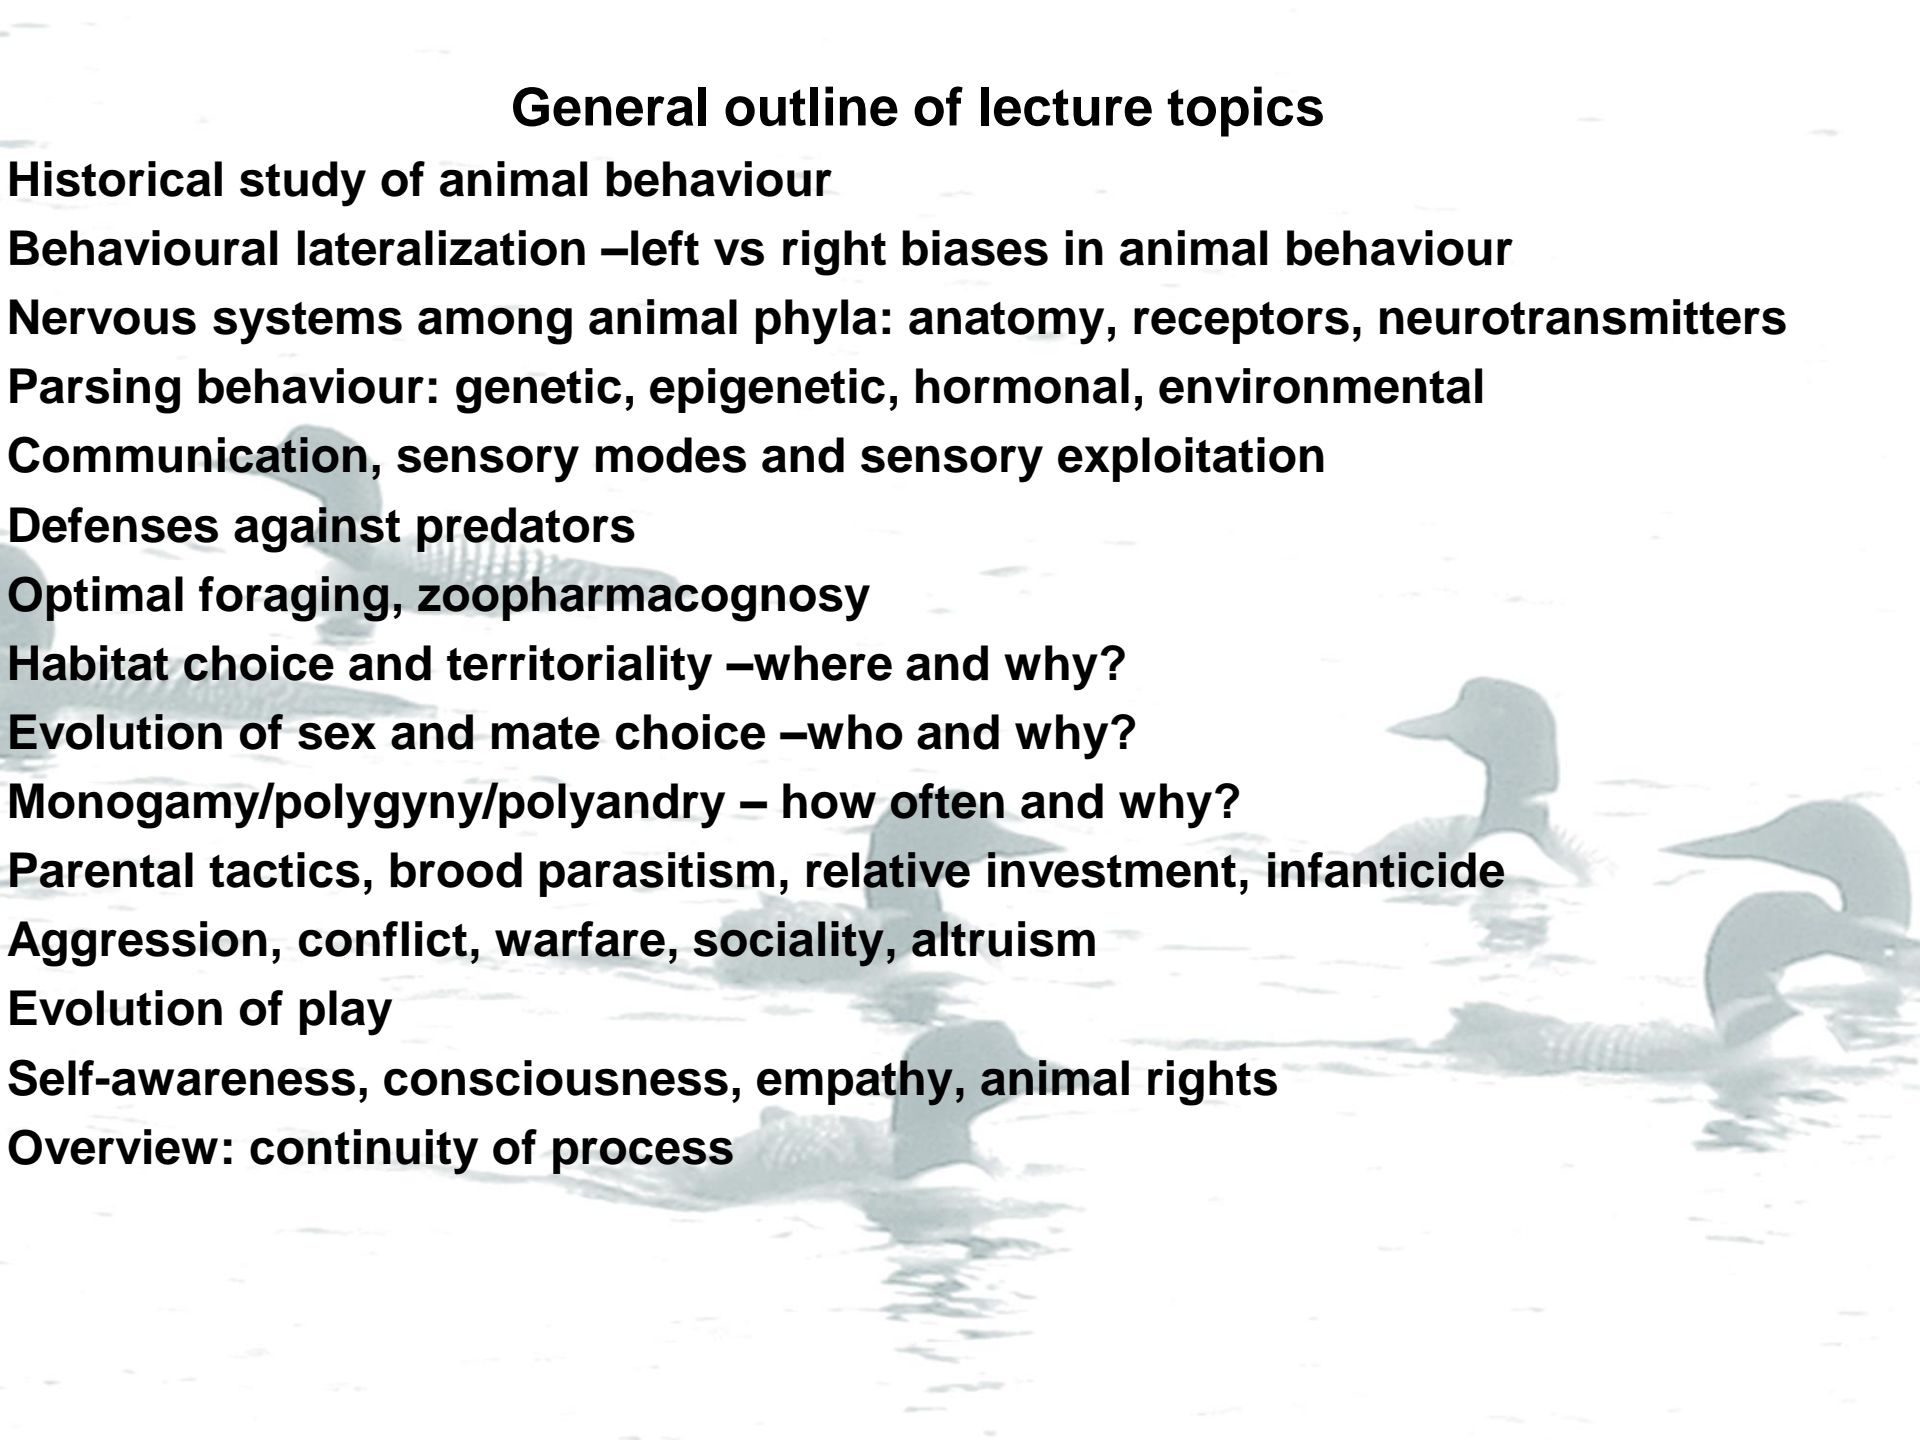 General outline of lecture topics
Historical study of animal behaviour
Behavioural lateralization –left vs right biases in animal behaviour
Nervous systems among animal phyla: anatomy, receptors, neurotransmitters
Parsing behaviour: genetic, epigenetic, hormonal, environmental
Communication, sensory modes and sensory exploitation
Defenses against predators
Optimal foraging, zoopharmacognosy
Habitat choice and territoriality –where and why?
Evolution of sex and mate choice –who and why?
Monogamy/polygyny/polyandry – how often and why?
Parental tactics, brood parasitism, relative investment, infanticide
Aggression, conflict, warfare, sociality, altruism
Evolution of play
Self-awareness, consciousness, empathy, animal rights
Overview: continuity of process